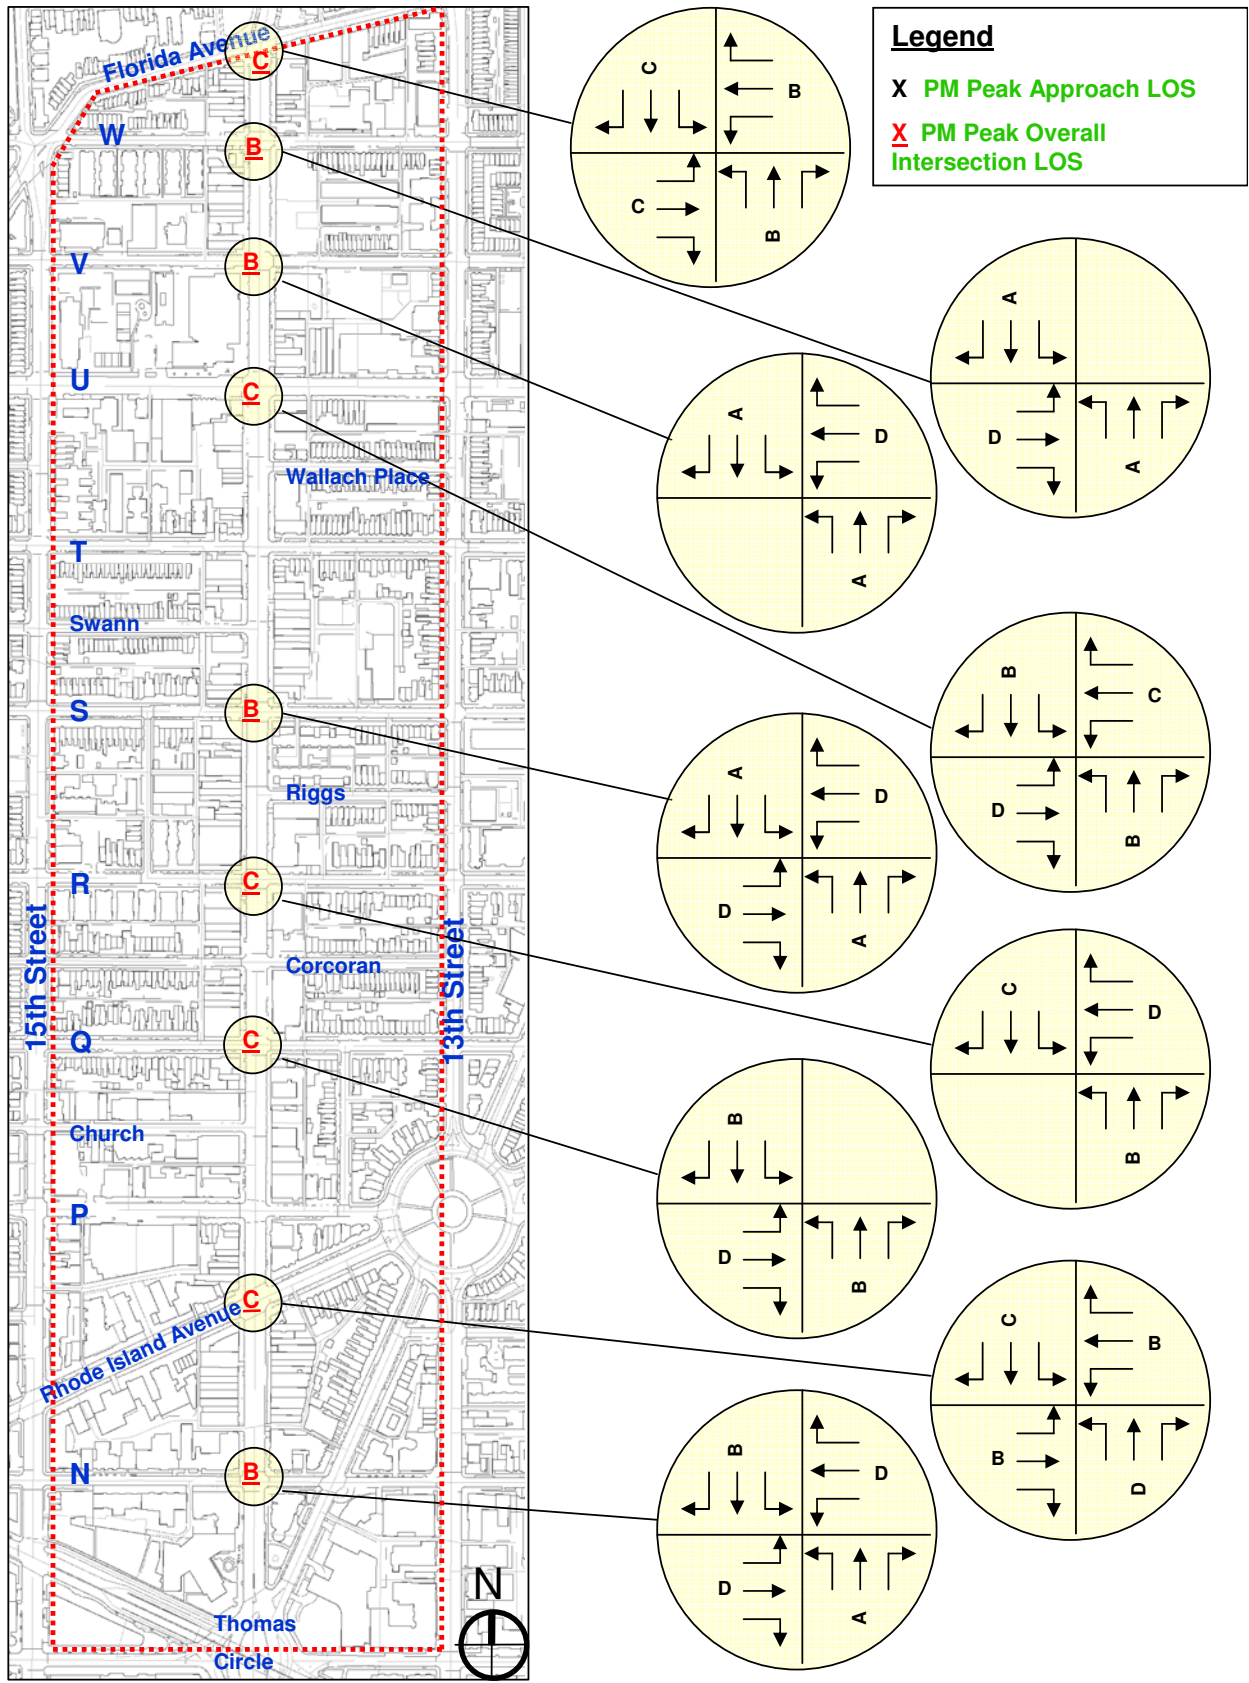 Legend
X PM Peak Approach LOS
X PM Peak Overall
Intersection LOS
Florida Avenue
C
W
B
V
B
U
C
Wallach Place
T
Swann
S
B
Riggs
R
C
Corcoran
15th Street
13th Street
Q
C
Church
P
C
Rhode Island Avenue
N
B
Thomas
Circle
N
C
B
C
B
A
D
A
A
D
A
B
C
D
B
A
D
D
A
C
D
B
B
D
B
C
B
B
D
B
D
D
A